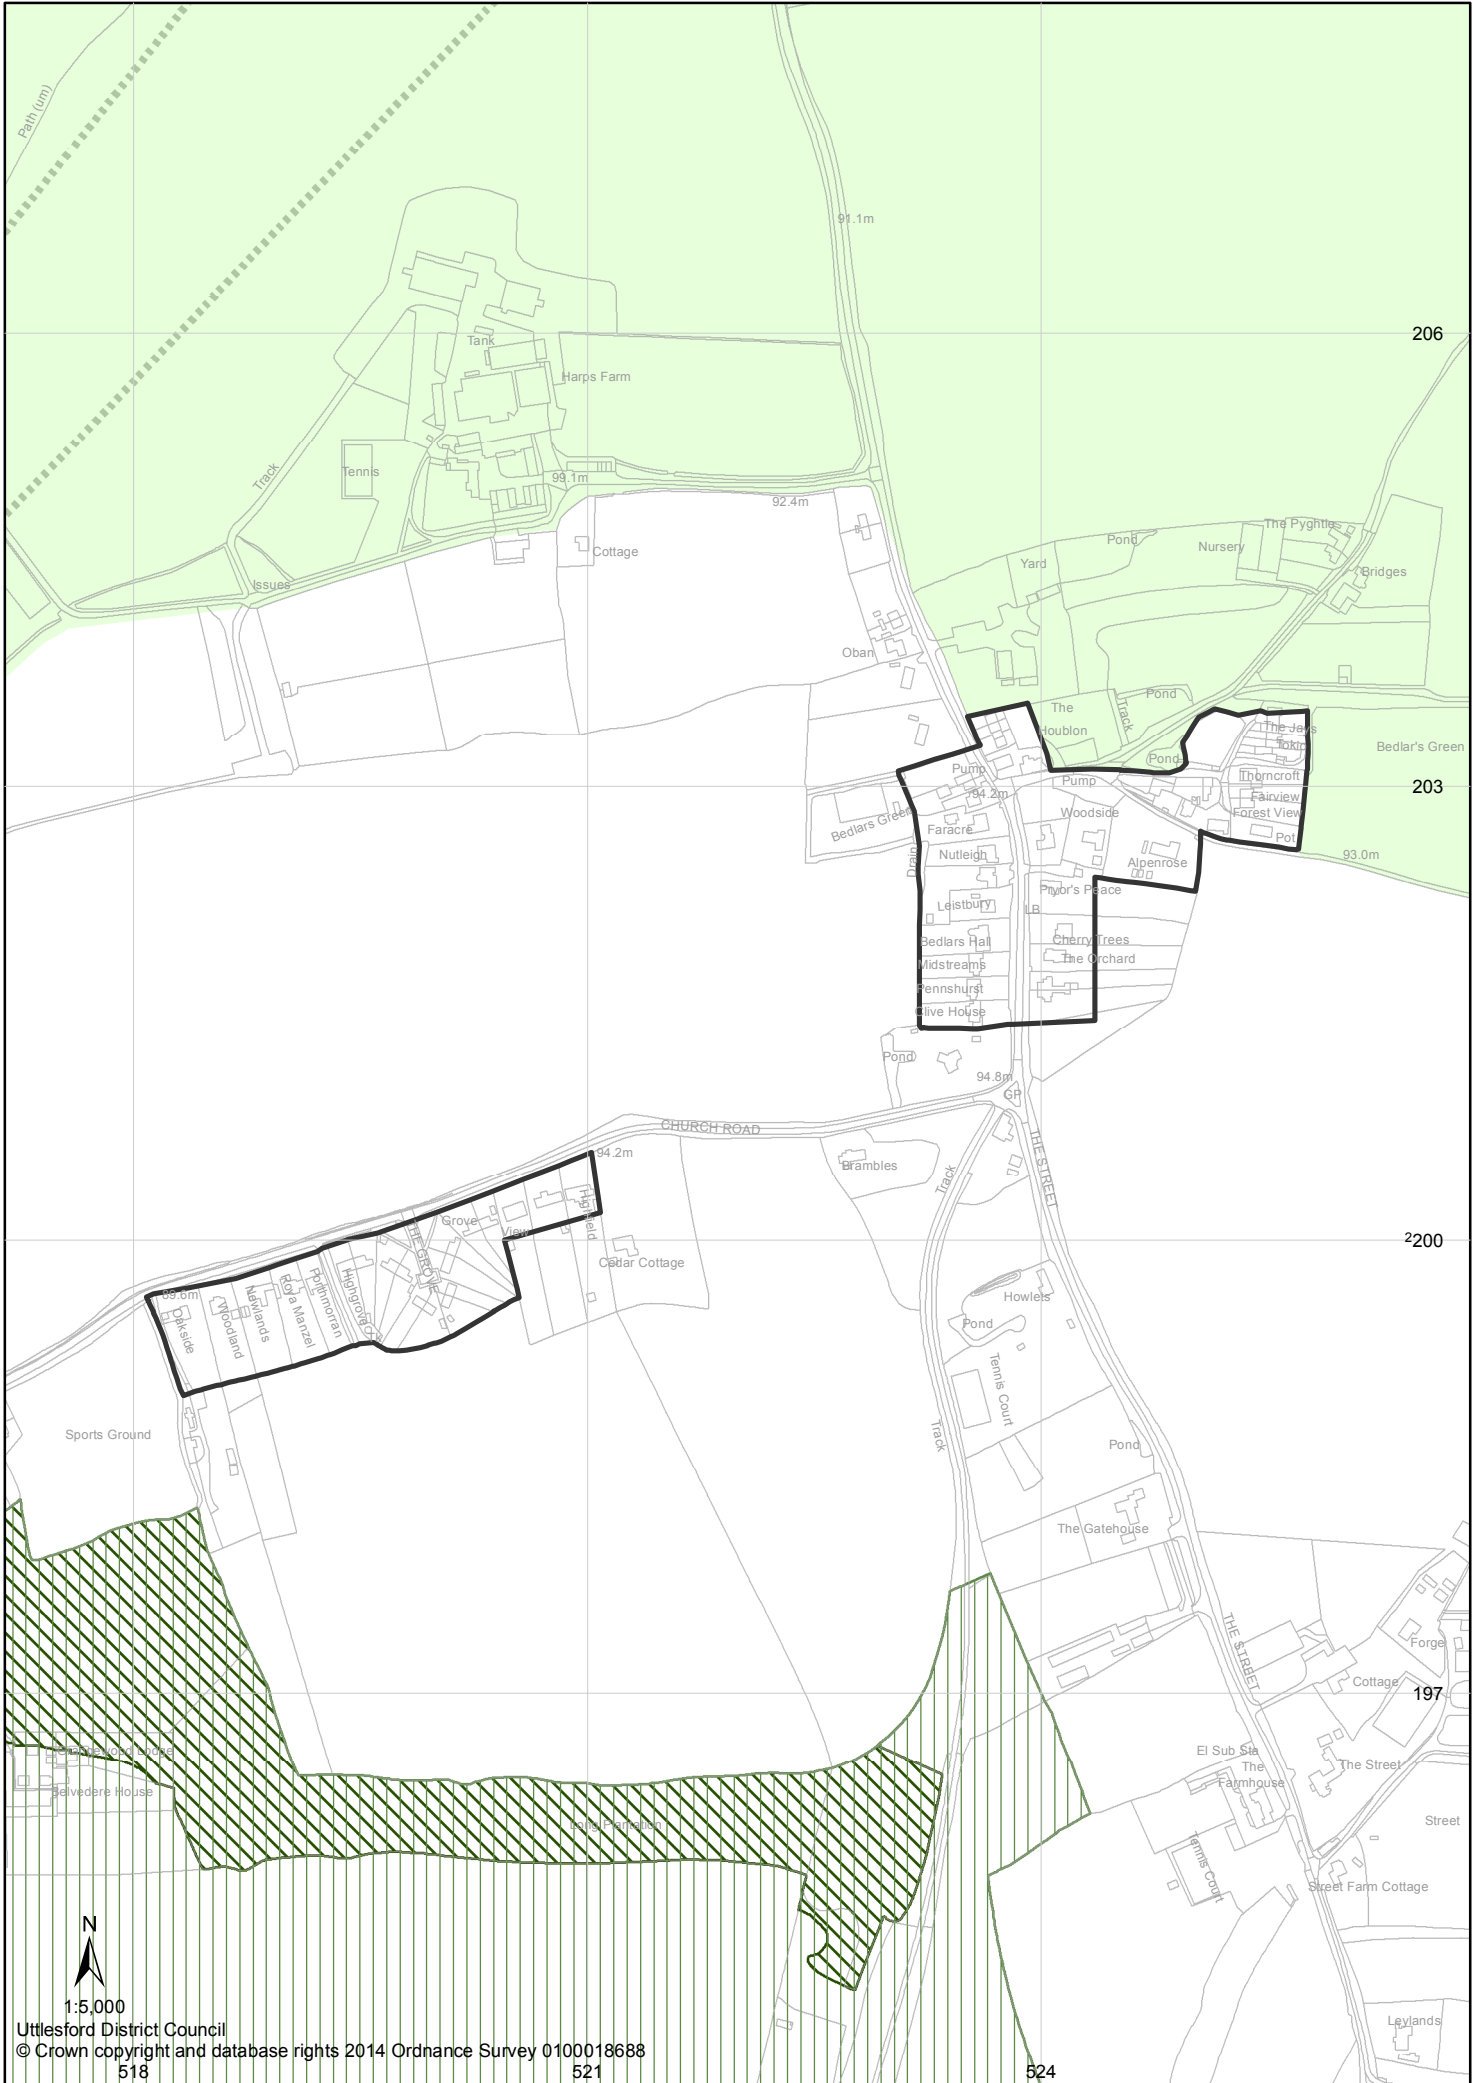 Path (um)
91.1m
206
Tank
Harps Farm
Track
Tennis
99.1m
92.4m
Cottage
Issues
Yard
Pond
Nursery
The Pyghtles
Bridges
Oban
The
Houblon
Track
Pond
Pond
The Jays
Tokio
Bedlar's Green
Pump
94.2m
Pump
Thorncroft
Fairview
Forest View
Pot
203
Bedlars Green
Faracre
Woodside
Drain
Nutleigh
Alpenrose
93.0m
Pryor's Peace
Leistbury
LB
Bedlars Hall
Cherry Trees
Midstreams
The Orchard
Pennshurst
Clive House
Pond
94.8m
GP
CHURCH ROAD
94.2m
Brambles
Track
THE STREET
Highfield
Grove
View
THE GROVE
Cedar Cottage
²200
89.6m
Oakside
Woodland
Newlands
Roya Manzel
Porthmorran
Highgrove
Howlets
Pond
Tennis Court
Track
Sports Ground
Pond
The Gatehouse
THE STREET
Forge
Cottage
197
Grangewood Lodge
Belvedere House
Long Plantation
El Sub Sta
The
Farmhouse
The Street
Street
Tennis Court
Street Farm Cottage
Leylands
N
1:5,000
Uttlesford District Council
© Crown copyright and database rights 2014 Ordnance Survey 0100018688
518
521
524